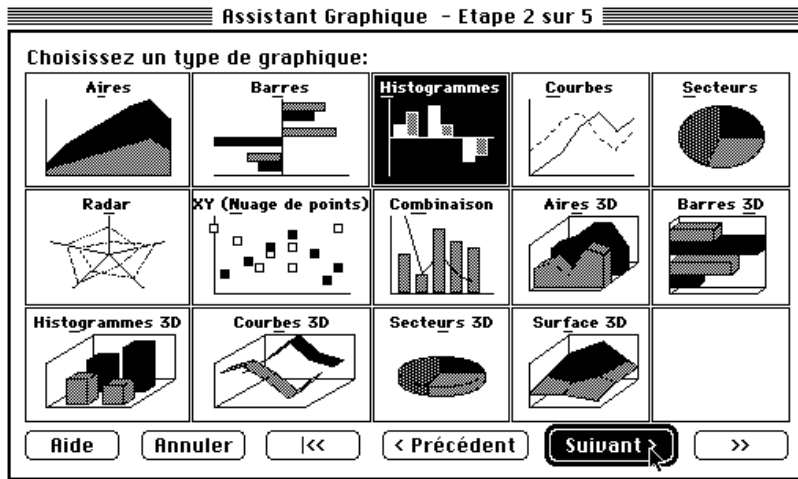 Assistant Graphique - Etape 2 sur 5
Choisissez un type de graphique:
Aires
Barres
Histogrammes
Courbes
Secteurs
Radar
XY (Nuage de points)
Combinaison
Aires 3D
Barres 3D
Histogrammes 3D
Courbes 3D
Secteurs 3D
Surface 3D
Aide
Annuler
|<<
< Précédent
Suivant >
>>